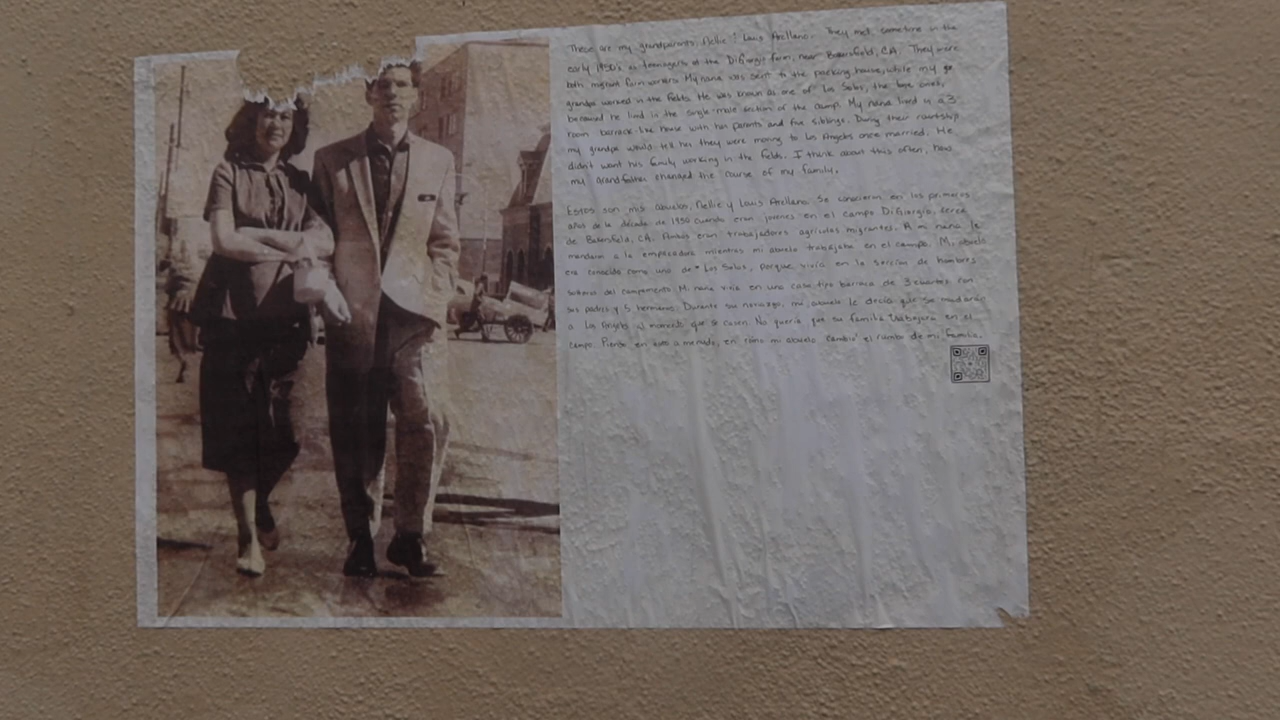 These are my grandparents, Nellie & Louis Arellano. They met sometime in the
early 1950's as teenagers at the DiGiorgio farm, near Bakersfield, CA. They were
both migrant farm workers. My nana was sent to the packing house, while my
grandpa worked in the fields. He was known as one of "Los Solos, the lone ones,
because he lived in the single-male section of the camp. My nana lived in a 3
room barrack-like house with her parents and five siblings. During their courtship
my grandpa would tell her they were moving to Los Angeles once married. He
didn't want his family working in the fields. I think about this often, how
my grandfather changed the course of my family.
Estos son mis abuelos, Nellie y Louis Arellano. Se conocieron en los primeros
años de la década de 1950 cuando eran jovenes en el campo DiGiorgio, cerca
de Bakersfield, CA. Ambos eran trabajadores agrícolas migrantes. A mi nana la
mandaron a la empacadora mientras mi abuelo trabajaba en el campo. Mi abuelo
era conocido como uno de "Los Solos, porque vivía en la sección de hombres
solteros del campamento. Mi nana vivia en una casa tipo barraca de 3 cuartos con
sus padres y 5 hermanos. Durante su noviazgo, mi abuelo le decía que se mudarían
a Los Angeles al momento que se casen. No quería que su familia trabajara en el
campo. Pienso en esto a menudo, en cómo mi abuelo cambió el rumbo de mi familia.